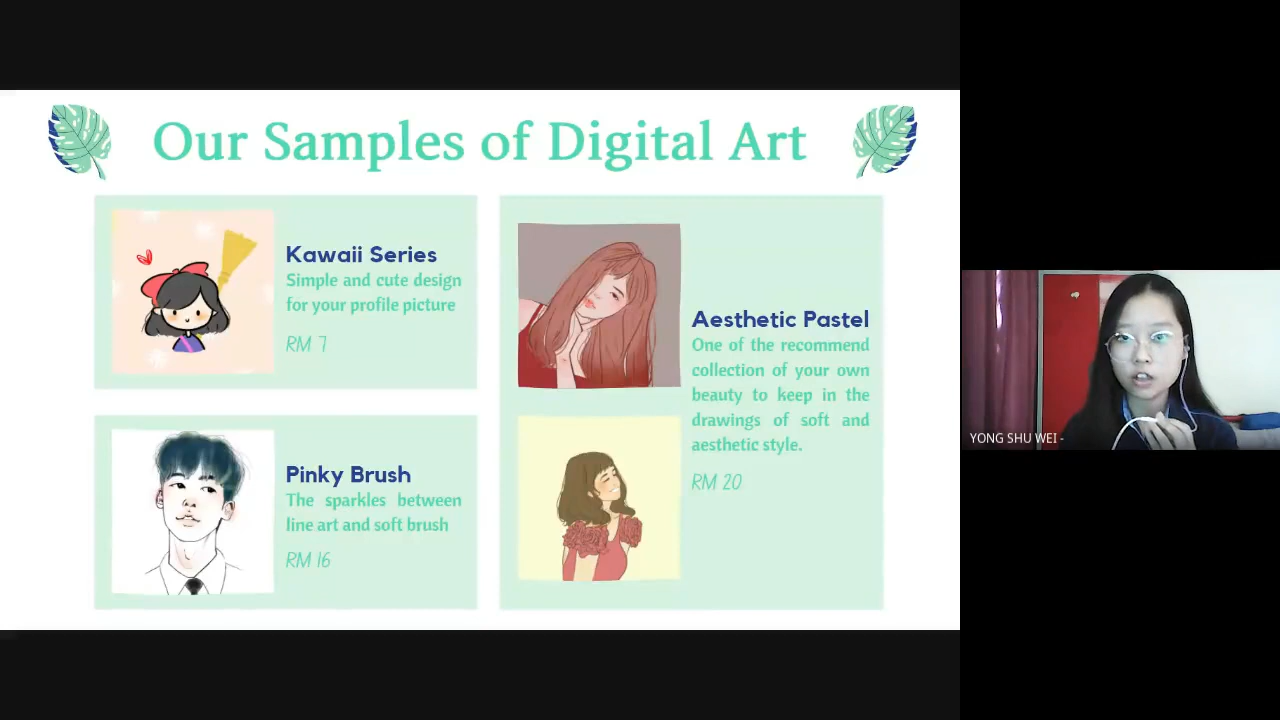 Our Samples of Digital Art
Kawaii Series
Simple and cute design
for your profile picture
RM 7
Pinky Brush
The sparkles between
line art and soft brush
RM 16
Aesthetic Pastel
One of the recommend
collection of your own
beauty to keep in the
drawings of soft and
aesthetic style.
RM 20
YONG SHU WEI -